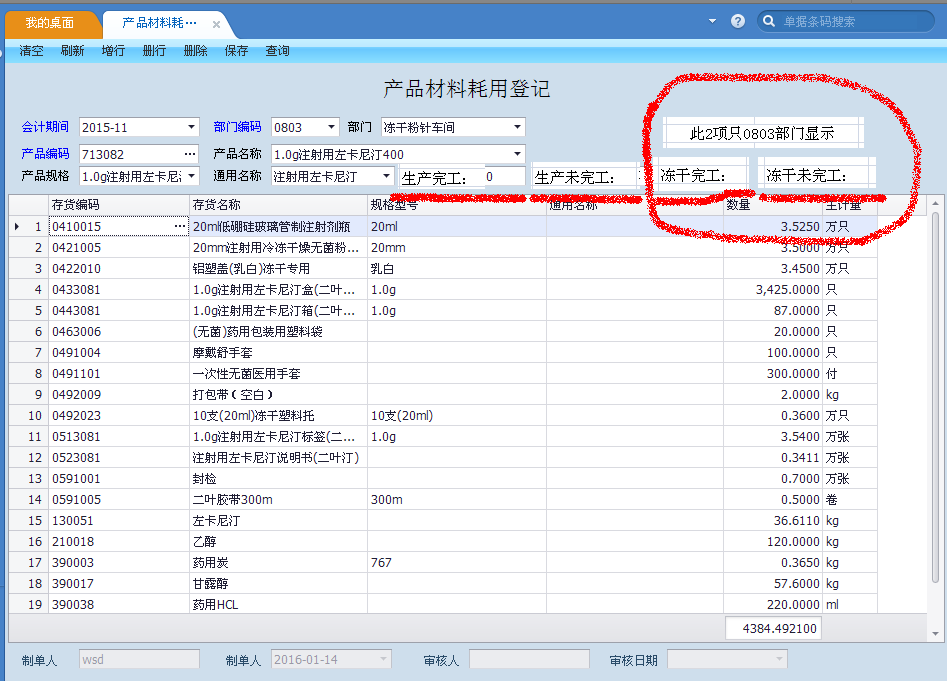 我的桌面 产品材料耗⋯ × ? 单据条码搜索
清空 刷新 增行 删行 删除 保存 查询
产品材料耗用登记
此2项只0803部门显示
会计期间 2015-11 部门编码 0803 部门 冻干粉针车间
产品编码 713082 ⋯ 产品名称 1.0g注射用左卡尼汀400
产品规格 1.0g注射用左卡尼: 通用名称 注射用左卡尼汀 生产完工: 0 生产未完工: 冻干完工: 冻干未完工:
存货编码 存货名称 规格型号 通用名称 数量 主计量
1 0410015 ⋯ 20ml低硼硅玻璃管制注射剂瓶 20ml 3.5250 万只
2 0421005 20mm注射用冷冻干燥无菌粉... 20mm 3.5000 万只
3 0422010 铝塑盖(乳白)冻干专用 乳白 3.4500 万只
4 0433081 1.0g注射用左卡尼汀盒(二叶... 1.0g 3,425.0000 只
5 0443081 1.0g注射用左卡尼汀箱(二叶... 1.0g 87.0000 只
6 0463006 (无菌)药用包装用塑料袋 20.0000 只
7 0491004 摩戴舒手套 100.0000 只
8 0491101 一次性无菌医用手套 300.0000 付
9 0492009 打包带（空白） 2.0000 kg
10 0492023 10支(20ml)冻干塑料托 10支(20ml) 0.3600 万只
11 0513081 1.0g注射用左卡尼汀标签(二... 1.0g 3.5400 万张
12 0523081 注射用左卡尼汀说明书(二叶汀) 0.3411 万张
13 0591001 封检 0.7000 万张
14 0591005 二叶胶带300m 300m 0.5000 卷
15 130051 左卡尼汀 36.6110 kg
16 210018 乙醇 120.0000 kg
17 390003 药用炭 767 0.3650 kg
18 390017 甘露醇 57.6000 kg
19 390038 药用HCL 220.0000 ml
4384.492100
制单人 wsd 制单人 2016-01-14 审核人 审核日期